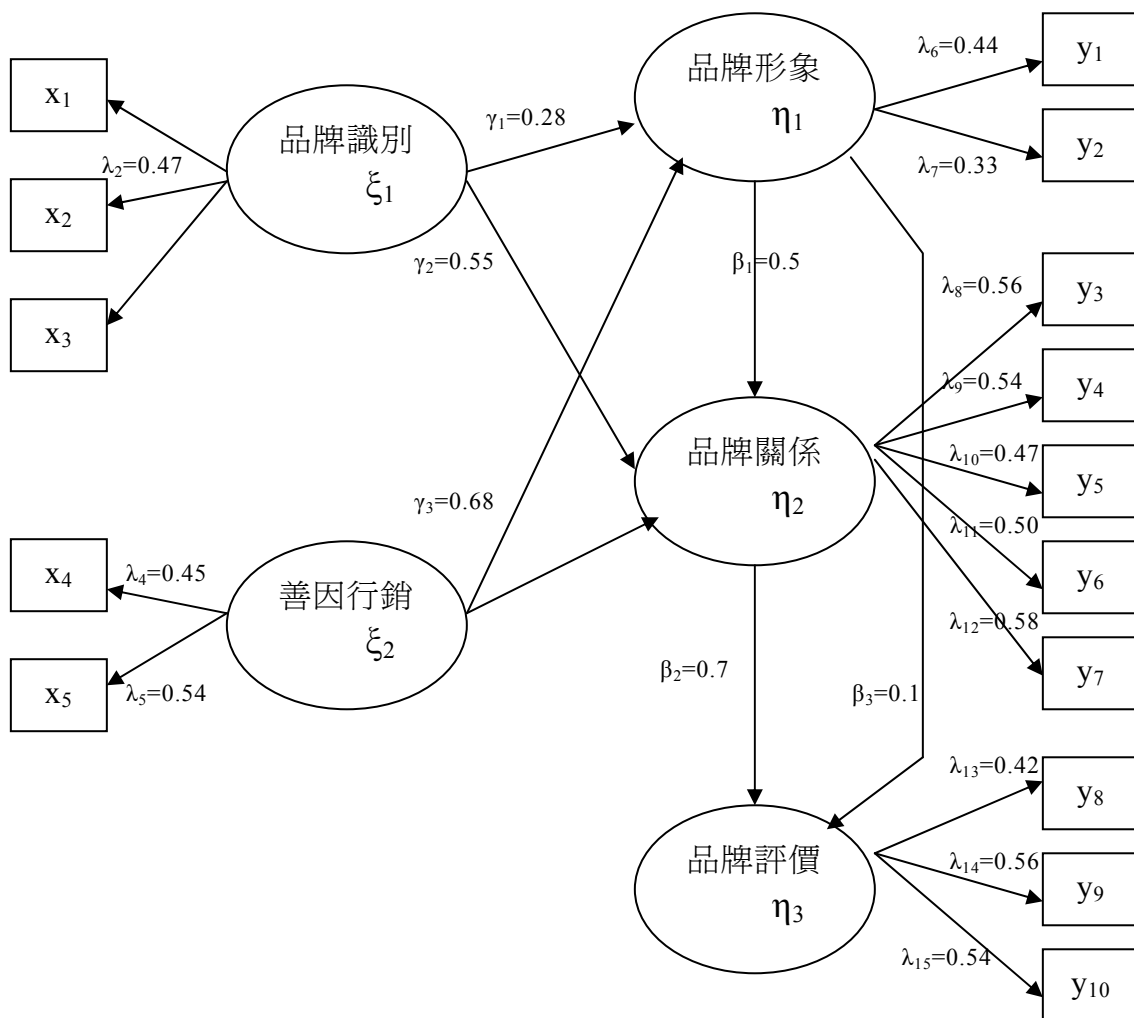 x₁
x₂
x₃
λ₂=0.47
品牌識別
ξ₁
x₄
x₅
λ₄=0.45
λ₅=0.54
善因行銷
ξ₂
γ₁=0.28
γ₂=0.55
γ₃=0.68
品牌形象
η₁
β₁=0.5
品牌關係
η₂
β₂=0.7
β₃=0.1
品牌評價
η₃
λ₆=0.44
λ₇=0.33
y₁
y₂
λ₈=0.56
λ₉=0.54
λ₁₀=0.47
λ₁₁=0.50
λ₁₂=0.58
y₃
y₄
y₅
y₆
y₇
λ₁₃=0.42
λ₁₄=0.56
λ₁₅=0.54
y₈
y₉
y₁₀